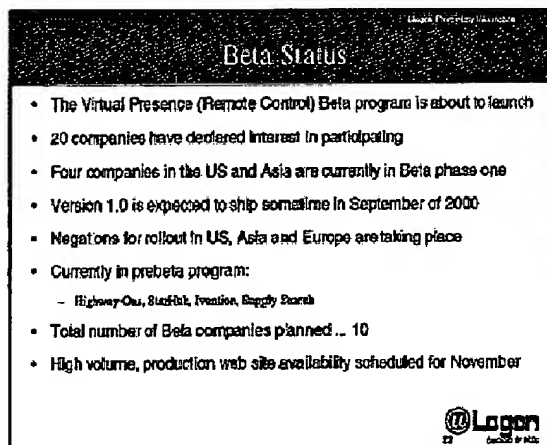 Beta Status
• The Virtual Presence (Remote Control) Beta program is about to launch
• 20 companies have declared interest in participating
• Four companies in the US and Asia are currently in Beta phase one
• Version 1.0 is expected to ship sometime in September of 2000
• Negations for rollout in US, Asia and Europe are taking place
• Currently in prebeta program:
– Highway-One, Supply Search
• Total number of Beta companies planned ... 10
• High volume, production web site availability scheduled for November
@Logon